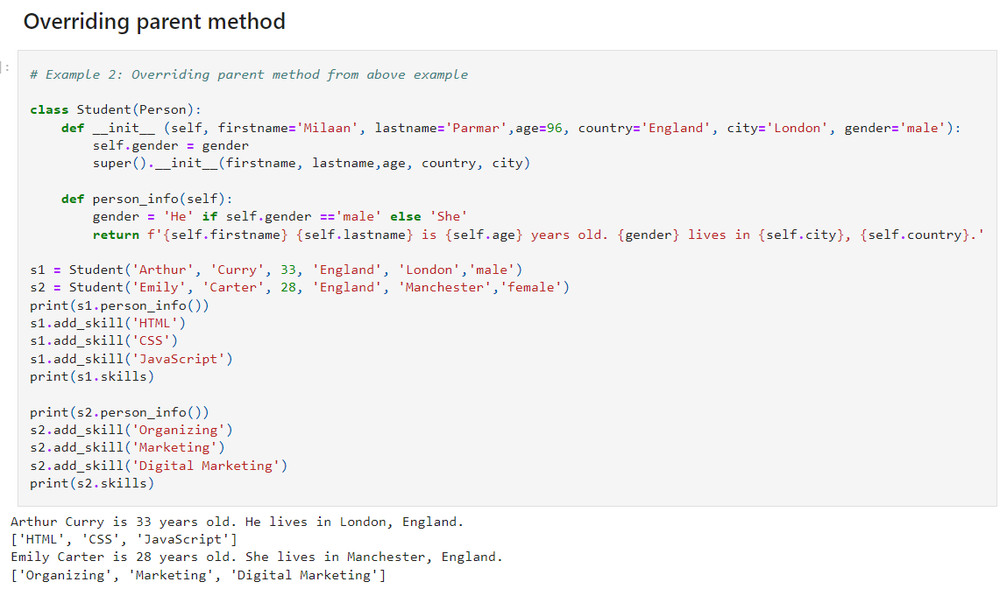 Overriding parent method
]:
# Example 2: Overriding parent method from above example
class Student(Person):
    def __init__ (self, firstname='Milaan', lastname='Parmar',age=96, country='England', city='London', gender='male'):
        self.gender = gender
        super().__init__(firstname, lastname,age, country, city)
    def person_info(self):
        gender = 'He' if self.gender =='male' else 'She'
        return f'{self.firstname} {self.lastname} is {self.age} years old. {gender} lives in {self.city}, {self.country}.'
s1 = Student('Arthur', 'Curry', 33, 'England', 'London','male')
s2 = Student('Emily', 'Carter', 28, 'England', 'Manchester','female')
print(s1.person_info())
s1.add_skill('HTML')
s1.add_skill('CSS')
s1.add_skill('JavaScript')
print(s1.skills)
print(s2.person_info())
s2.add_skill('Organizing')
s2.add_skill('Marketing')
s2.add_skill('Digital Marketing')
print(s2.skills)
Arthur Curry is 33 years old. He lives in London, England.
['HTML', 'CSS', 'JavaScript']
Emily Carter is 28 years old. She lives in Manchester, England.
['Organizing', 'Marketing', 'Digital Marketing']